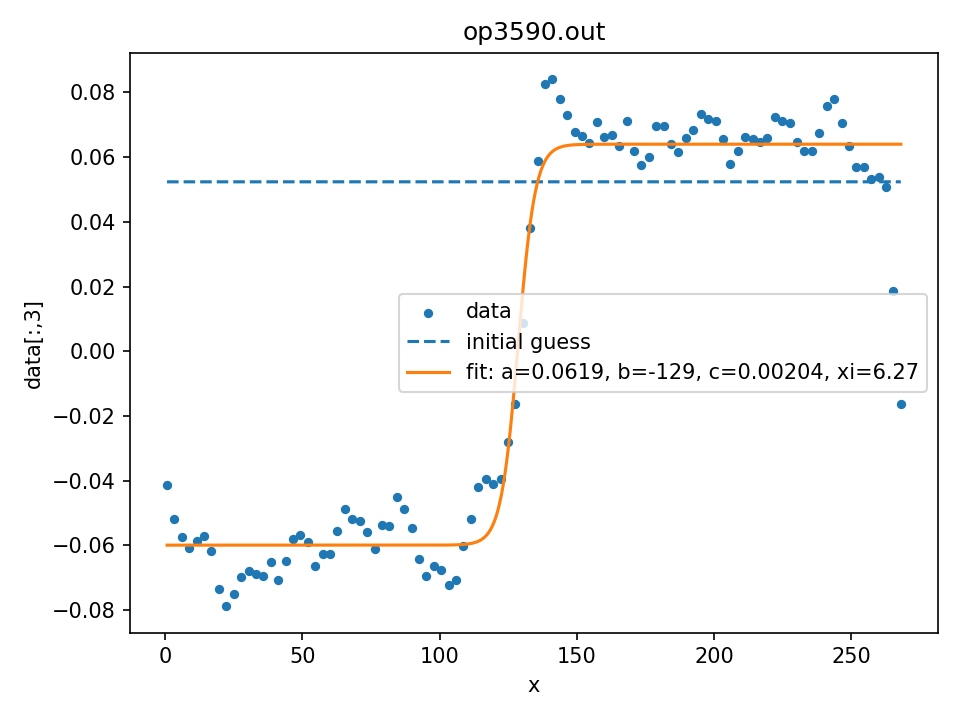 op3590.out
data[:,3]
0.08
0.06
0.04
0.02
0.00
−0.02
−0.04
−0.06
−0.08
data
initial guess
fit: a=0.0619, b=-129, c=0.00204, xi=6.27
0 50 100 150 200 250
x